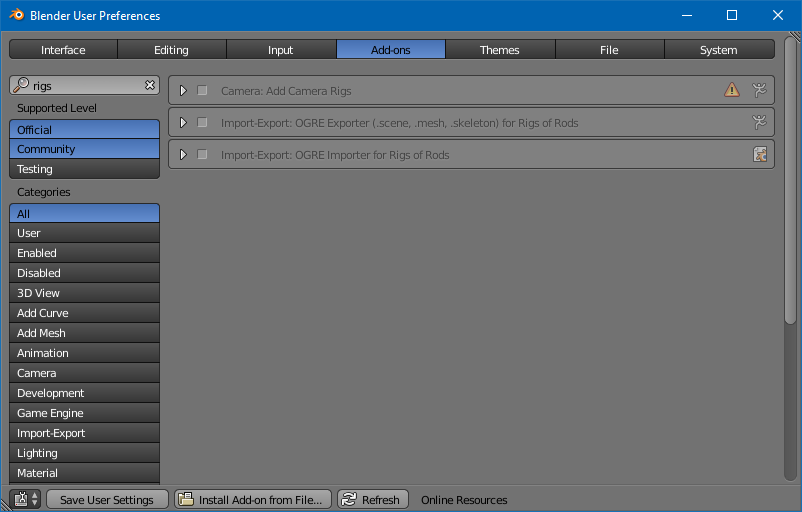 Blender User Preferences
Interface Editing Input Add-ons Themes File System
rigs
Supported Level
Official
Community
Testing
Categories
All
User
Enabled
Disabled
3D View
Add Curve
Add Mesh
Animation
Camera
Development
Game Engine
Import-Export
Lighting
Material
Camera: Add Camera Rigs
Import-Export: OGRE Exporter (.scene, .mesh, .skeleton) for Rigs of Rods
Import-Export: OGRE Importer for Rigs of Rods
Save User Settings Install Add-on from File... Refresh Online Resources